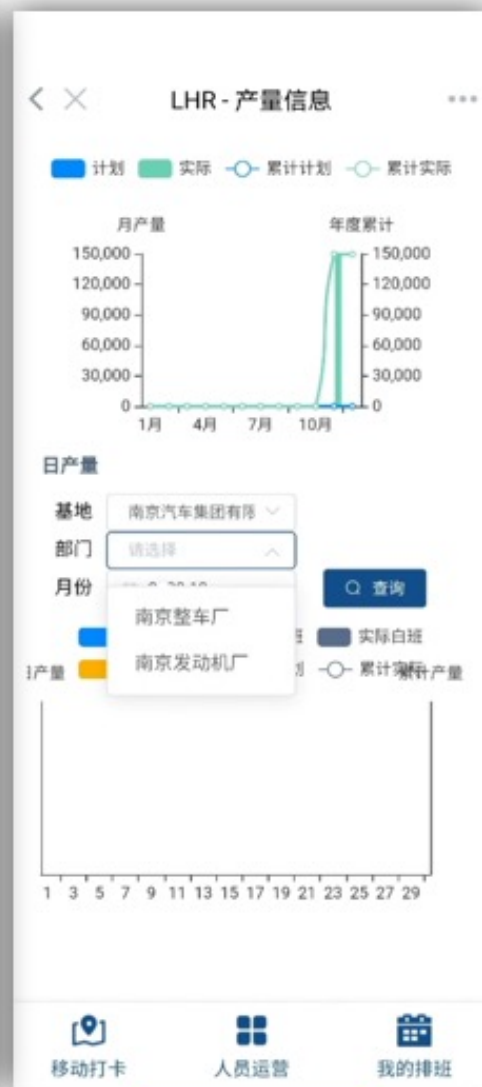 LHR - 产量信息
计划 实际 累计计划 累计实际
月产量 年度累计
150,000 150,000
120,000 120,000
90,000 90,000
60,000 60,000
30,000 30,000
0 0
1月 4月 7月 10月
日产量
基地 南京汽车集团有限
部门 请选择
月份 查询
南京整车厂
实际白班
南京发动机厂
产量 累计实际 产量
1 3 5 7 9 11 13 15 17 19 21 23 25 27 29
移动打卡 人员运营 我的排班